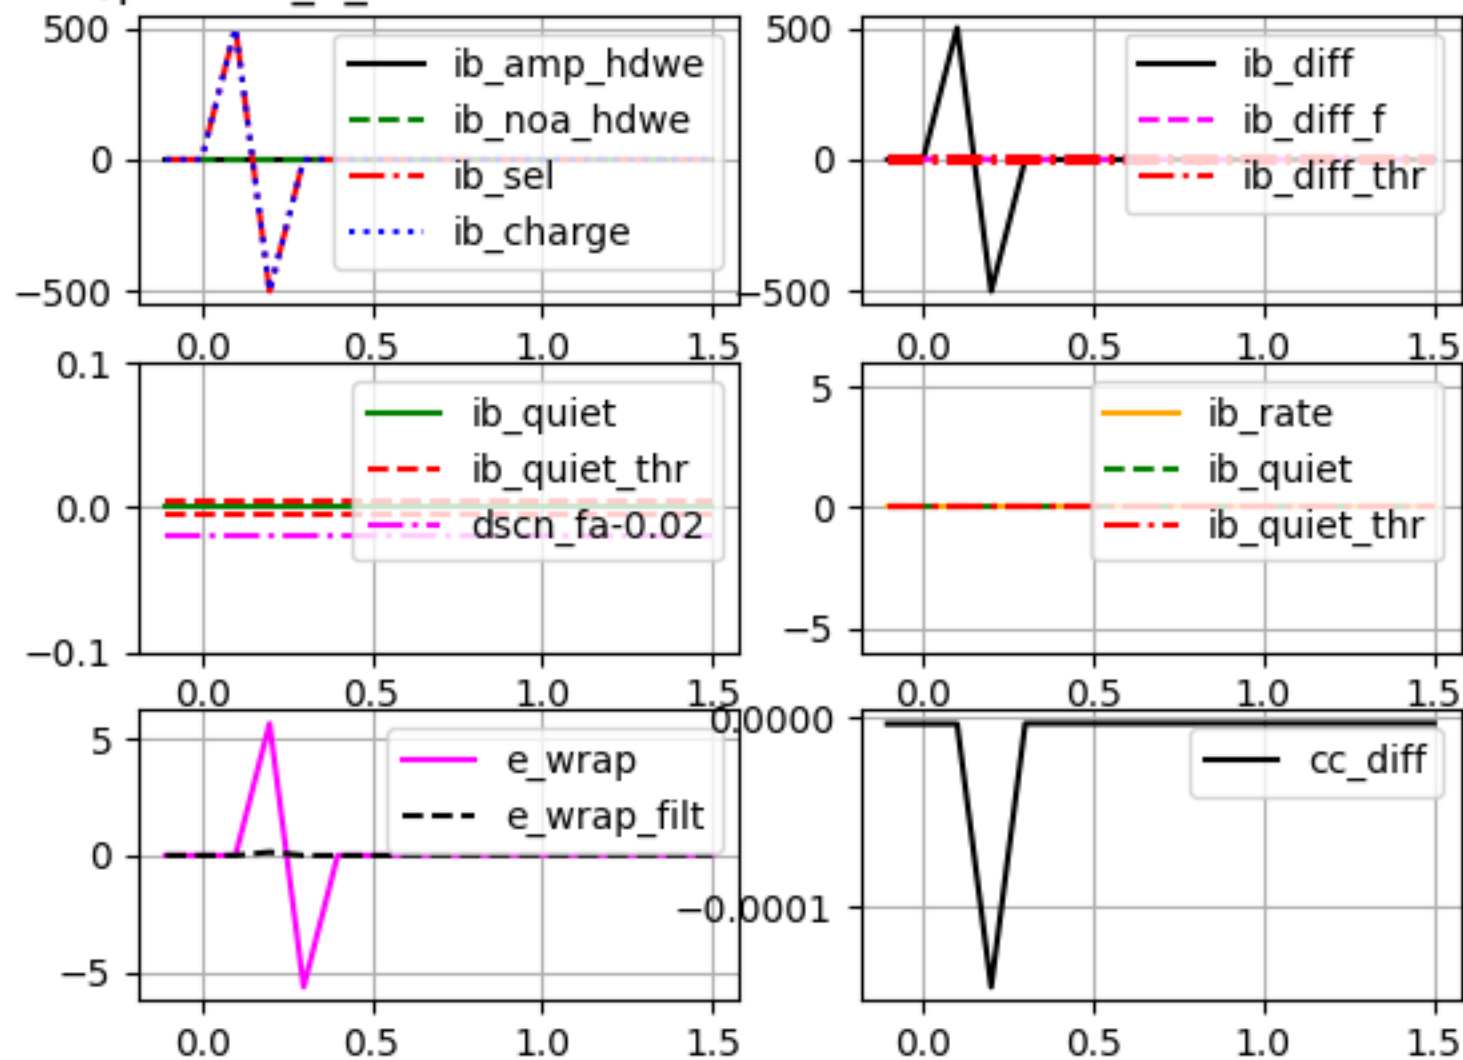 500
0
−500
0.0 0.5 1.0 1.5
ib_amp_hdwe
ib_noa_hdwe
ib_sel
ib_charge
500
0
−500
0.0 0.5 1.0 1.5
ib_diff
ib_diff_f
ib_diff_thr
0.1
0.0
−0.1
0.0 0.5 1.0 1.5
ib_quiet
ib_quiet_thr
dscn_fa-0.02
5
0
−5
0.0 0.5 1.0 1.5
ib_rate
ib_quiet
ib_quiet_thr
5
0
−5
0.0 0.5 1.0 1.5
e_wrap
e_wrap_filt
0.0000
−0.0001
0.0 0.5 1.0 1.5
cc_diff